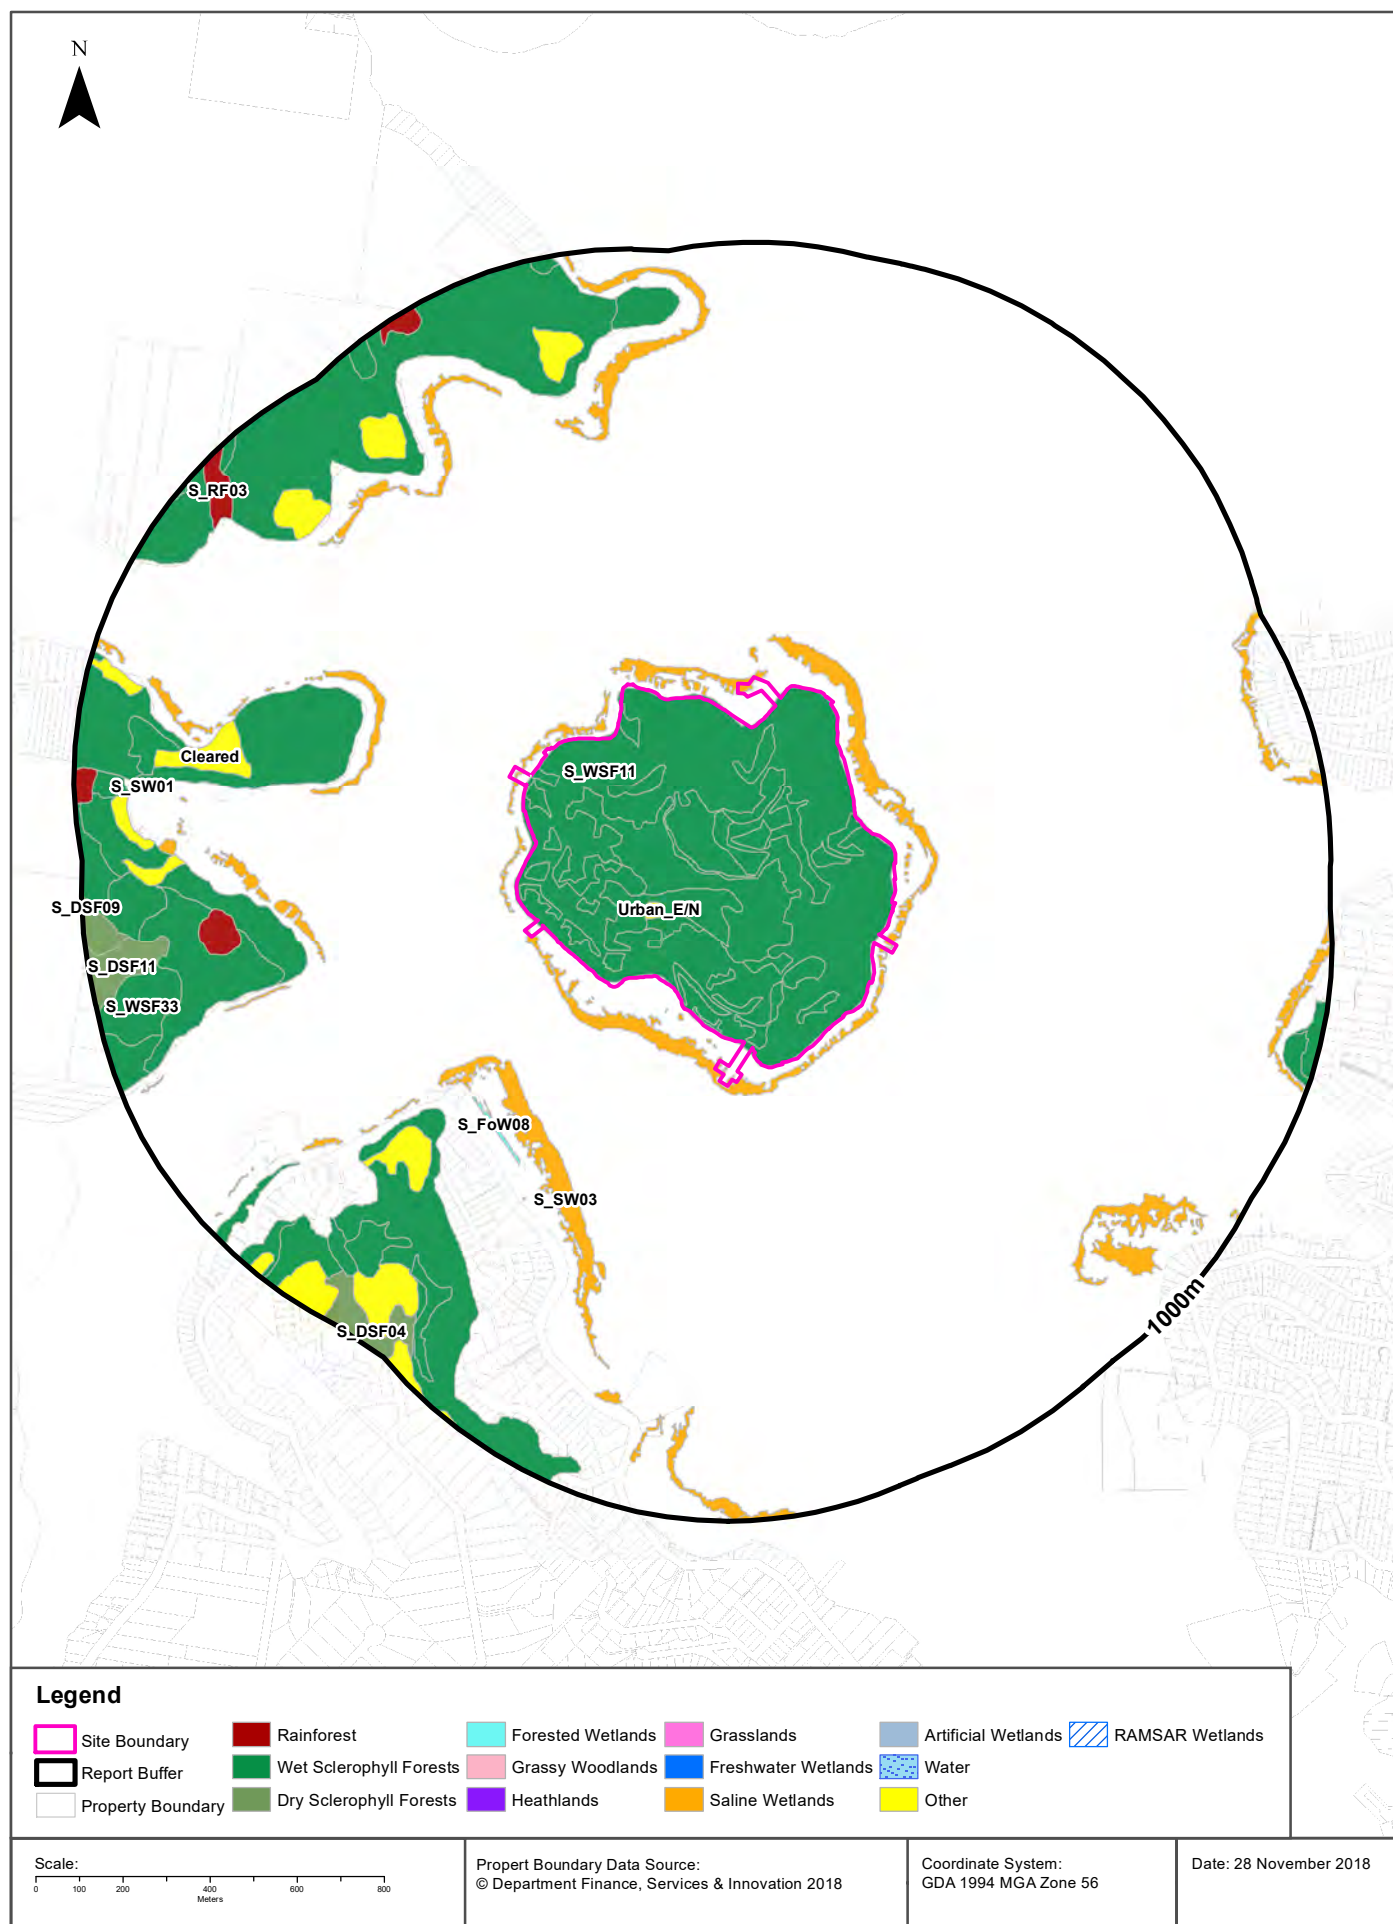 N
S_RF03
Cleared
S_SW01
S_WSF11
S_DSF09
Urban_E/N
S_DSF11
S_WSF33
S_FoW08
S_SW03
S_DSF04
1000m
Legend
Site Boundary
Report Buffer
Property Boundary
Rainforest
Wet Sclerophyll Forests
Dry Sclerophyll Forests
Forested Wetlands
Grassy Woodlands
Heathlands
Grasslands
Freshwater Wetlands
Saline Wetlands
Artificial Wetlands
Water
Other
RAMSAR Wetlands
Scale:
0 100 200 400 600 800
Meters
Propert Boundary Data Source:
© Department Finance, Services & Innovation 2018
Coordinate System:
GDA 1994 MGA Zone 56
Date: 28 November 2018